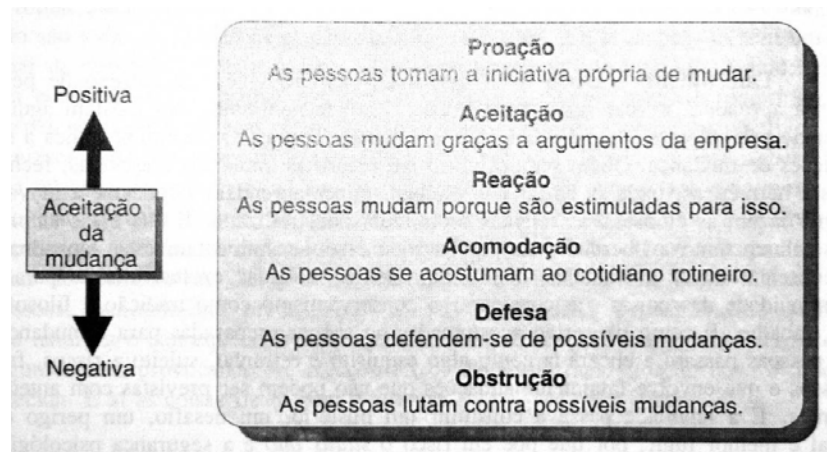 Positiva
Aceitação
da
mudança
Negativa
Proação
As pessoas tomam a iniciativa própria de mudar.
Aceitação
As pessoas mudam graças a argumentos da empresa.
Reação
As pessoas mudam porque são estimuladas para isso.
Acomodação
As pessoas se acostumam ao cotidiano rotineiro.
Defesa
As pessoas defendem-se de possíveis mudanças.
Obstrução
As pessoas lutam contra possíveis mudanças.